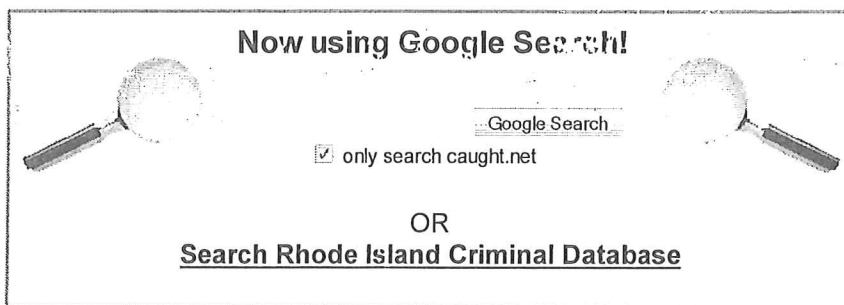 Now using Google Search!
Google Search
only search caught.net
OR
Search Rhode Island Criminal Database